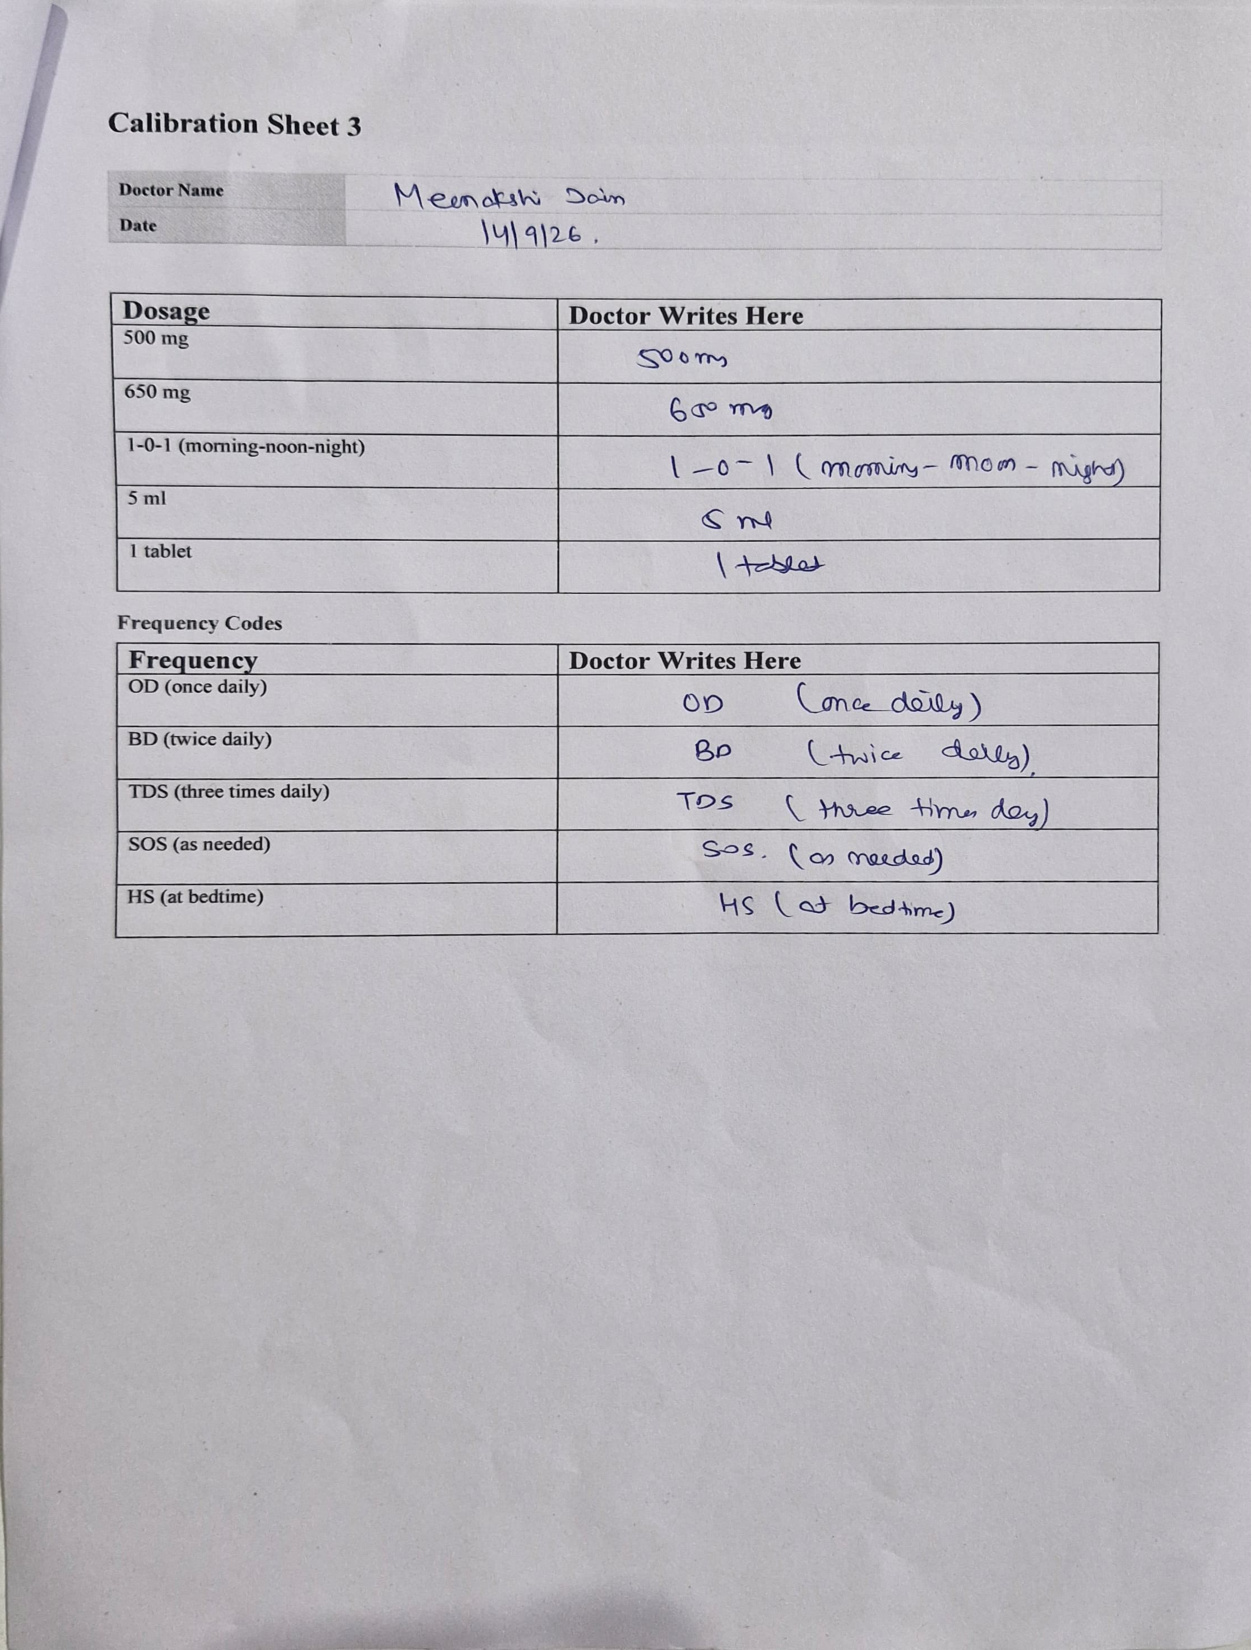 Calibration Sheet 3
Doctor Name Meenakshi Jain
Date 14/9/26.
Dosage Doctor Writes Here
500 mg 500 mg
650 mg 650 mg
1-0-1 (morning-noon-night) 1-0-1 (morning - noon - night)
5 ml 5 ml
1 tablet 1 tablet
Frequency Codes
Frequency Doctor Writes Here
OD (once daily) OD (once daily)
BD (twice daily) BD (twice daily).
TDS (three times daily) TDS (three times day)
SOS (as needed) SOS. (as needed)
HS (at bedtime) HS (at bedtime)